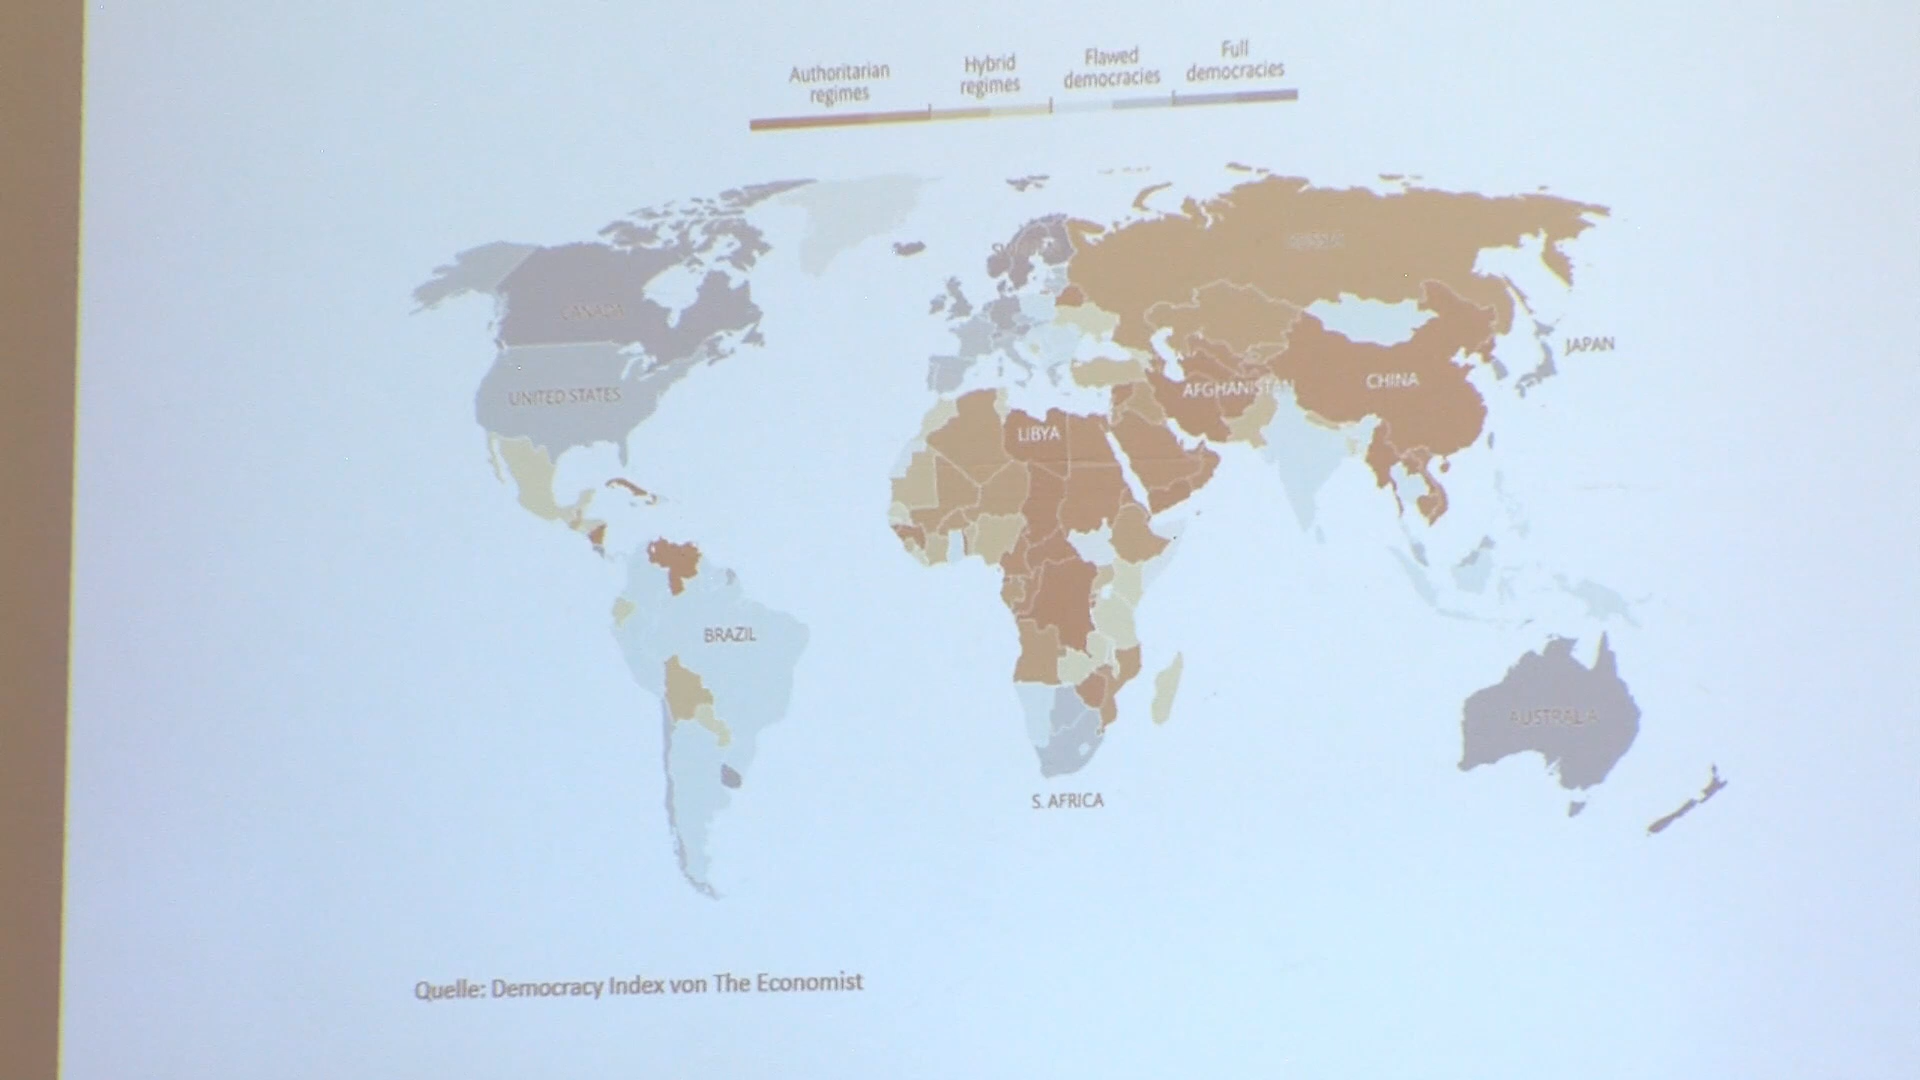 Authoritarian
regimes
Hybrid
regimes
Flawed
democracies
Full
democracies
RUSSIA
CANADA
JAPAN
UNITED STATES
AFGHANISTAN
CHINA
LIBYA
BRAZIL
AUSTRALIA
S. AFRICA
Quelle: Democracy Index von The Economist